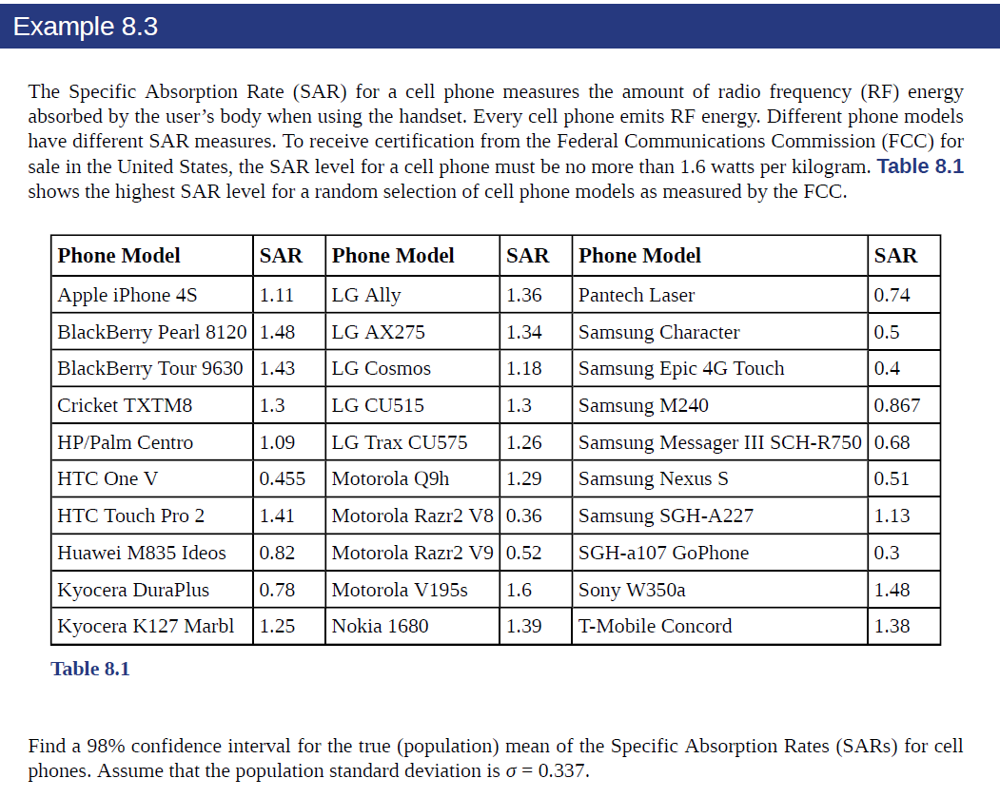 Example 8.3
The Specific Absorption Rate (SAR) for a cell phone measures the amount of radio frequency (RF) energy
absorbed by the user’s body when using the handset. Every cell phone emits RF energy. Different phone models
have different SAR measures. To receive certification from the Federal Communications Commission (FCC) for
sale in the United States, the SAR level for a cell phone must be no more than 1.6 watts per kilogram. Table 8.1
shows the highest SAR level for a random selection of cell phone models as measured by the FCC.
Phone Model SAR Phone Model SAR Phone Model SAR
Apple iPhone 4S 1.11 LG Ally 1.36 Pantech Laser 0.74
BlackBerry Pearl 8120 1.48 LG AX275 1.34 Samsung Character 0.5
BlackBerry Tour 9630 1.43 LG Cosmos 1.18 Samsung Epic 4G Touch 0.4
Cricket TXTM8 1.3 LG CU515 1.3 Samsung M240 0.867
HP/Palm Centro 1.09 LG Trax CU575 1.26 Samsung Messager III SCH-R750 0.68
HTC One V 0.455 Motorola Q9h 1.29 Samsung Nexus S 0.51
HTC Touch Pro 2 1.41 Motorola Razr2 V8 0.36 Samsung SGH-A227 1.13
Huawei M835 Ideos 0.82 Motorola Razr2 V9 0.52 SGH-a107 GoPhone 0.3
Kyocera DuraPlus 0.78 Motorola V195s 1.6 Sony W350a 1.48
Kyocera K127 Marbl 1.25 Nokia 1680 1.39 T-Mobile Concord 1.38
Table 8.1
Find a 98% confidence interval for the true (population) mean of the Specific Absorption Rates (SARs) for cell
phones. Assume that the population standard deviation is σ = 0.337.